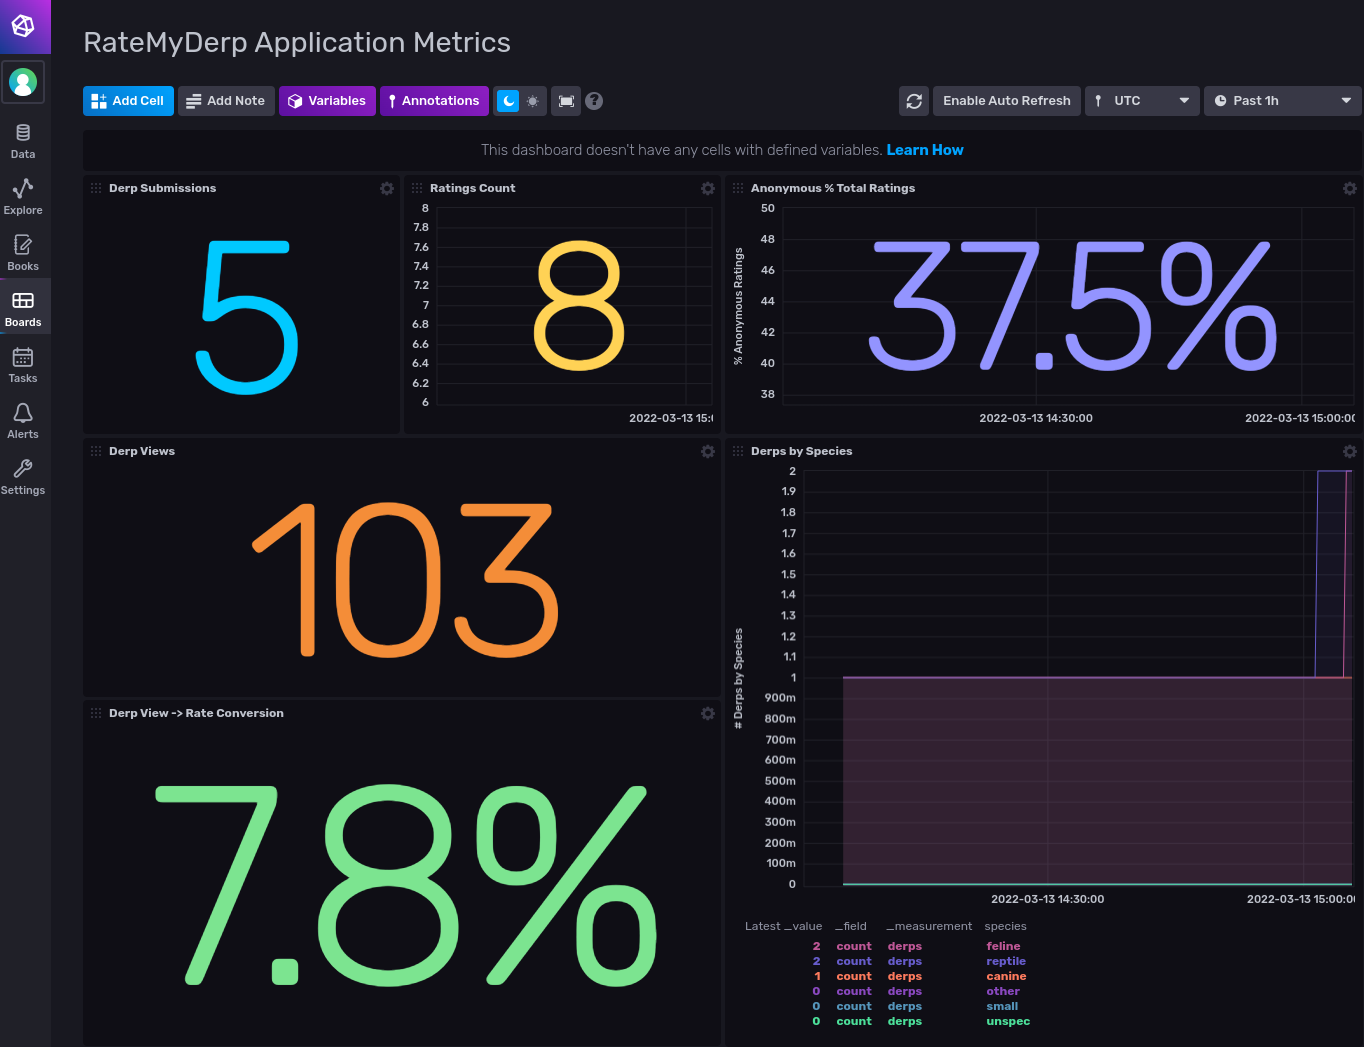 RateMyDerp Application Metrics
Add Cell
Add Note
Variables
Annotations
?
Enable Auto Refresh
UTC
Past 1h
Data
Explore
Books
Boards
Tasks
Alerts
Settings
This dashboard doesn't have any cells with defined variables. Learn How
Derp Submissions
5
Ratings Count
8
7.8
7.6
7.4
7.2
7
6.8
6.6
6.4
6.2
6
8
2022-03-13 15:0
Anonymous % Total Ratings
% Anonymous Ratings
50
48
46
44
42
40
38
37.5%
2022-03-13 14:30:00
2022-03-13 15:00:00
Derp Views
103
Derp View -> Rate Conversion
7.8%
Derps by Species
# Derps by Species
2
1.9
1.8
1.7
1.6
1.5
1.4
1.3
1.2
1.1
1
900m
800m
700m
600m
500m
400m
300m
200m
100m
0
2022-03-13 14:30:00
2022-03-13 15:00:00
Latest _value _field _measurement species
2 count derps feline
2 count derps reptile
1 count derps canine
0 count derps other
0 count derps small
0 count derps unspec